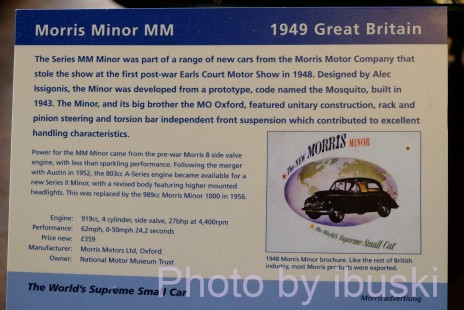 Morris Minor MM 1949 Great Britain
The Series MM Minor was part of a range of new cars from the Morris Motor Company that
stole the show at the first post-war Earls Court Motor Show in 1948. Designed by Alec
Issigonis, the Minor was developed from a prototype, code named the Mosquito, built in
1943. The Minor, and its big brother the MO Oxford, featured unitary construction, rack and
pinion steering and torsion bar independent front suspension which contributed to excellent
handling characteristics.
Power for the MM Minor came from the pre-war Morris 8 side valve
engine, with less than sparkling performance. Following the merger
with Austin in 1952, the 803cc A-Series engine became available for a
new Series II Minor, with a revised body featuring higher mounted
headlights. This was replaced by the 989cc Morris Minor 1000 in 1956.
Engine: 919cc, 4 cylinder, side valve, 27bhp at 4,400rpm
Performance: 62mph, 0-50mph 24.2 seconds
Price new: £359
Manufacturer: Morris Motors Ltd, Oxford
Owner: National Motor Museum Trust
The NEW MORRIS MINOR
The World's Supreme Small Car
1948 Morris Minor brochure. Like the rest of British
industry, most Morris products were exported.
The World's Supreme Small Car
Morris advertising
Photo by ibuski